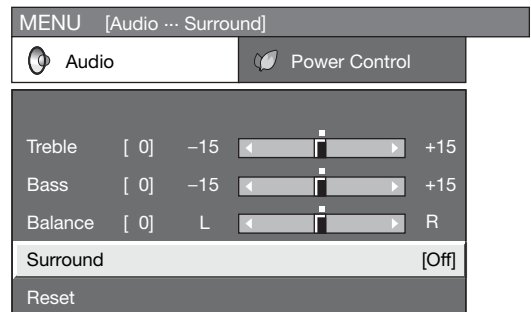 MENU [Audio ··· Surround]
Audio Power Control
Treble [ 0] −15 +15
Bass [ 0] −15 +15
Balance [ 0] L R
Surround [Off]
Reset